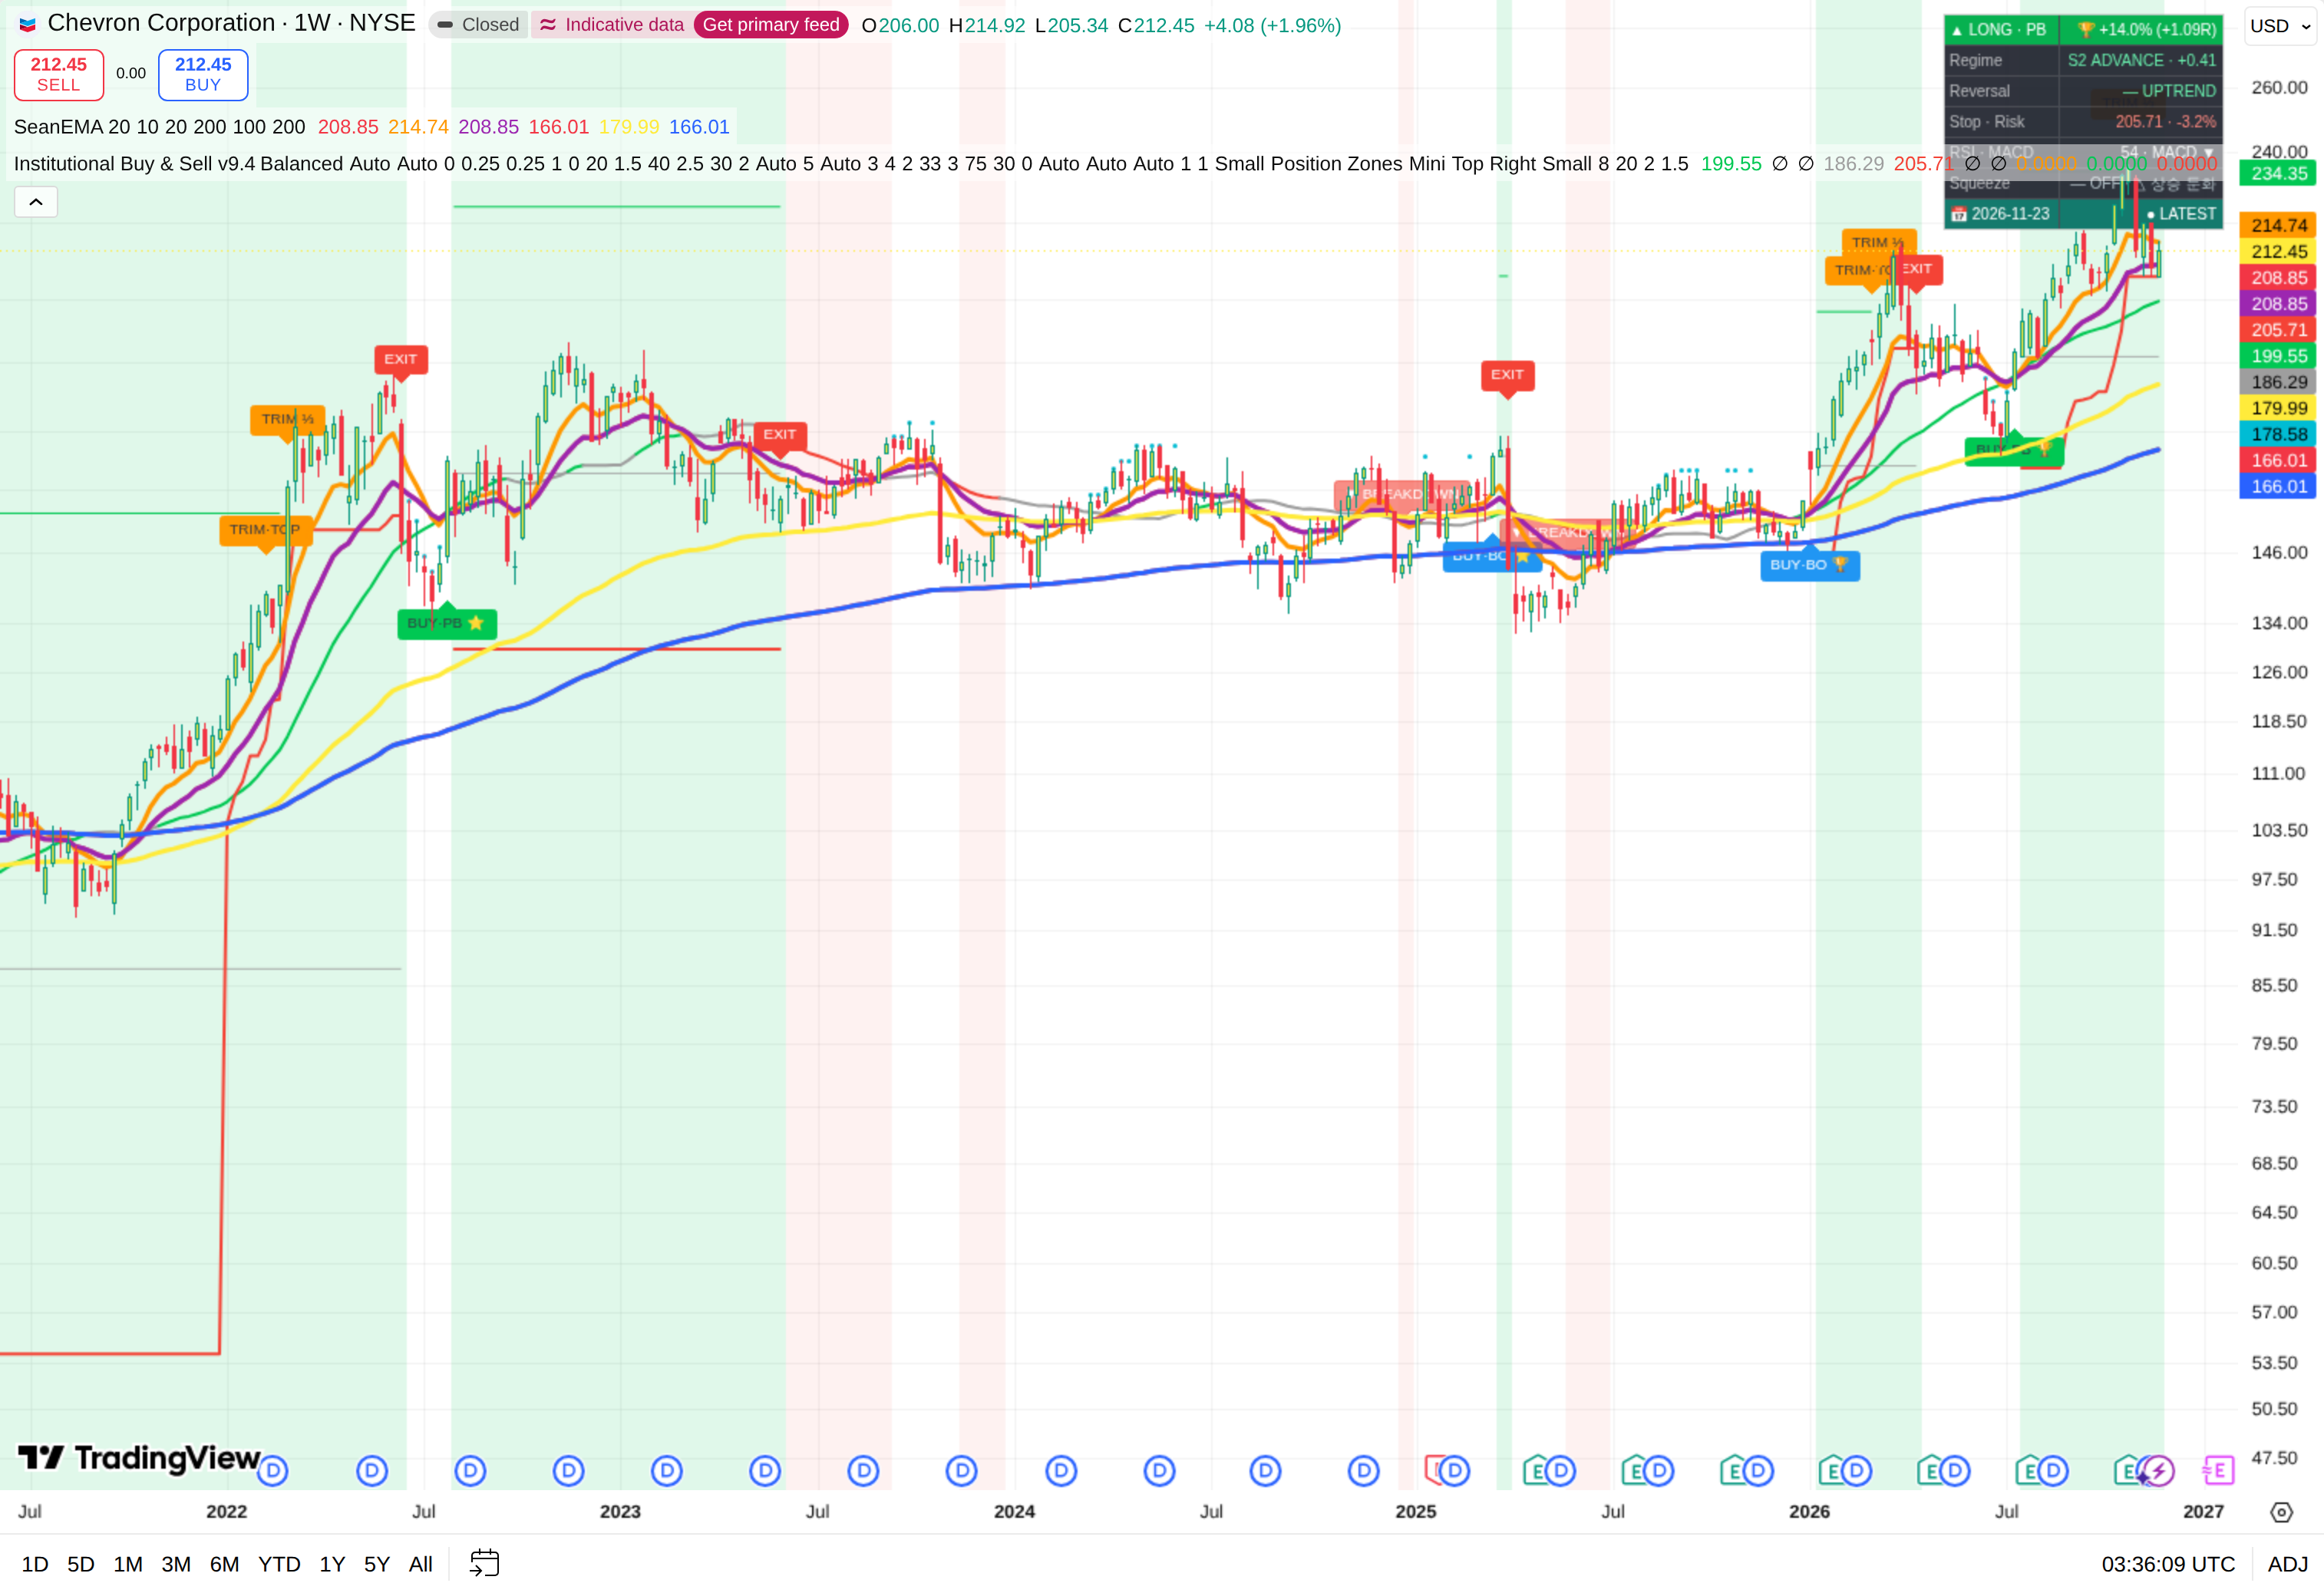 Chevron Corporation · 1W · NYSE Closed Indicative data Get primary feed O206.00 H214.92 L205.34 C212.45 +4.08 (+1.96%)
212.45 SELL 0.00 212.45 BUY
SeanEMA 20 10 20 200 100 200 208.85 214.74 208.85 166.01 179.99 166.01
Institutional Buy & Sell v9.4 Balanced Auto Auto 0 0.25 0.25 1 0 20 1.5 40 2.5 30 2 Auto 5 Auto 3 4 2 33 3 75 30 0 Auto Auto Auto 1 1 Small Position Zones Mini Top Right Small 8 20 2 1.5 199.55 ∅ ∅ 186.29 205.71 ∅ ∅ 0.0000 0.0000 0.0000
▲ LONG · PB 🏆 +14.0% (+1.09R)
Regime S2 ADVANCE · +0.41
Reversal — UPTREND
Stop · Risk 205.71 · -3.2%
RSI · MACD 54 · MACD ▼
Squeeze — OFF
📅 2026-11-23 ● LATEST
USD
260.00
240.00
234.35
214.74
212.45
208.85
208.85
205.71
199.55
186.29
179.99
178.58
166.01
166.01
146.00
134.00
126.00
118.50
111.00
103.50
97.50
91.50
85.50
79.50
73.50
68.50
64.50
60.50
57.00
53.50
50.50
47.50
TRIM ⅓
EXIT
TRIM-TOP
BUY·PB ⭐
EXIT
EXIT
BUY-BO ⭐
BUY·BO 🏆
TRIM ⅓
EXIT
TradingView
D D D D D D D D D D D D D E D E D E D E D E D E D E E
Jul 2022 Jul 2023 Jul 2024 Jul 2025 Jul 2026 Jul 2027
1D 5D 1M 3M 6M YTD 1Y 5Y All 03:36:09 UTC ADJ